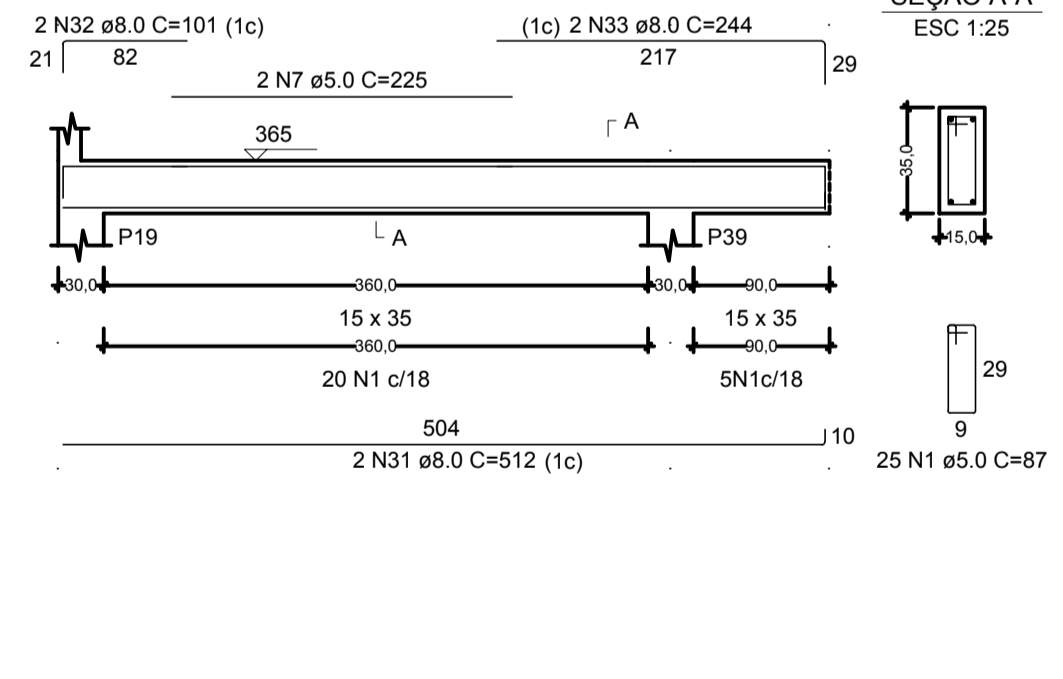 SEÇÃO A-A
2 N32 ø8.0 C=101 (1c)
(1c) 2 N33 ø8.0 C=244
ESC 1:25
21
82
217
29
2 N7 ø5.0 C=225
A
365
35,0
P19
A
P39
15,0
30,0
360,0
30,0
90,0
15 x 35
15 x 35
360,0
90,0
29
20 N1 c/18
5N1c/18
504
10
9
2 N31 ø8.0 C=512 (1c)
25 N1 ø5.0 C=87